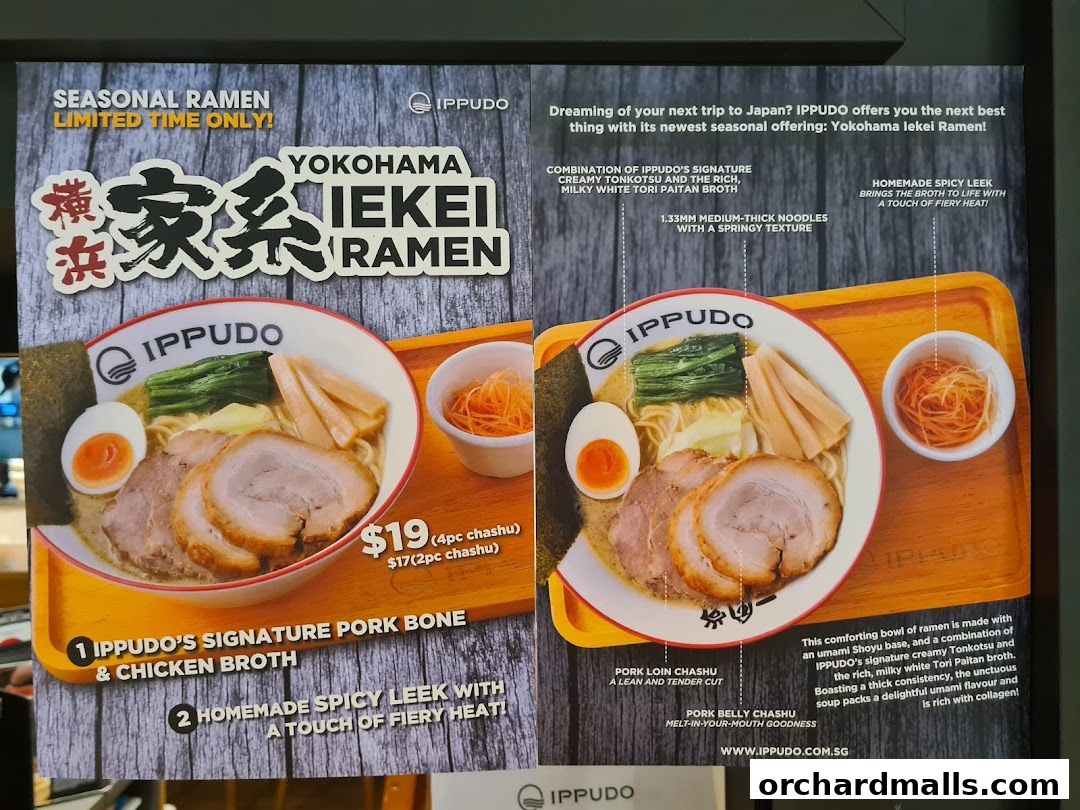 SEASONAL RAMEN
LIMITED TIME ONLY!
IPPUDO
横浜
家系
YOKOHAMA
IEKEI
RAMEN
IPPUDO
$19 (4pc chashu)
$17(2pc chashu)
1 IPPUDO'S SIGNATURE PORK BONE
& CHICKEN BROTH
2 HOMEMADE SPICY LEEK WITH
A TOUCH OF FIERY HEAT!
Dreaming of your next trip to Japan? IPPUDO offers you the next best
thing with its newest seasonal offering: Yokohama Iekei Ramen!
COMBINATION OF IPPUDO'S SIGNATURE
CREAMY TONKOTSU AND THE RICH,
MILKY WHITE TORI PAITAN BROTH
1.33MM MEDIUM-THICK NOODLES
WITH A SPRINGY TEXTURE
HOMEMADE SPICY LEEK
BRINGS THE BROTH TO LIFE WITH
A TOUCH OF FIERY HEAT!
IPPUDO
IPPUDO
PORK LOIN CHASHU
A LEAN AND TENDER CUT
PORK BELLY CHASHU
MELT-IN-YOUR-MOUTH GOODNESS
This comforting bowl of ramen is made with
an umami Shoyu base, and a combination of
IPPUDO's signature creamy Tonkotsu and
the rich, milky white Tori Paitan broth.
Boasting a thick consistency, the unctuous
soup packs a delightful umami flavour and
is rich with collagen!
WWW.IPPUDO.COM.SG
IPPUDO
orchardmalls.com